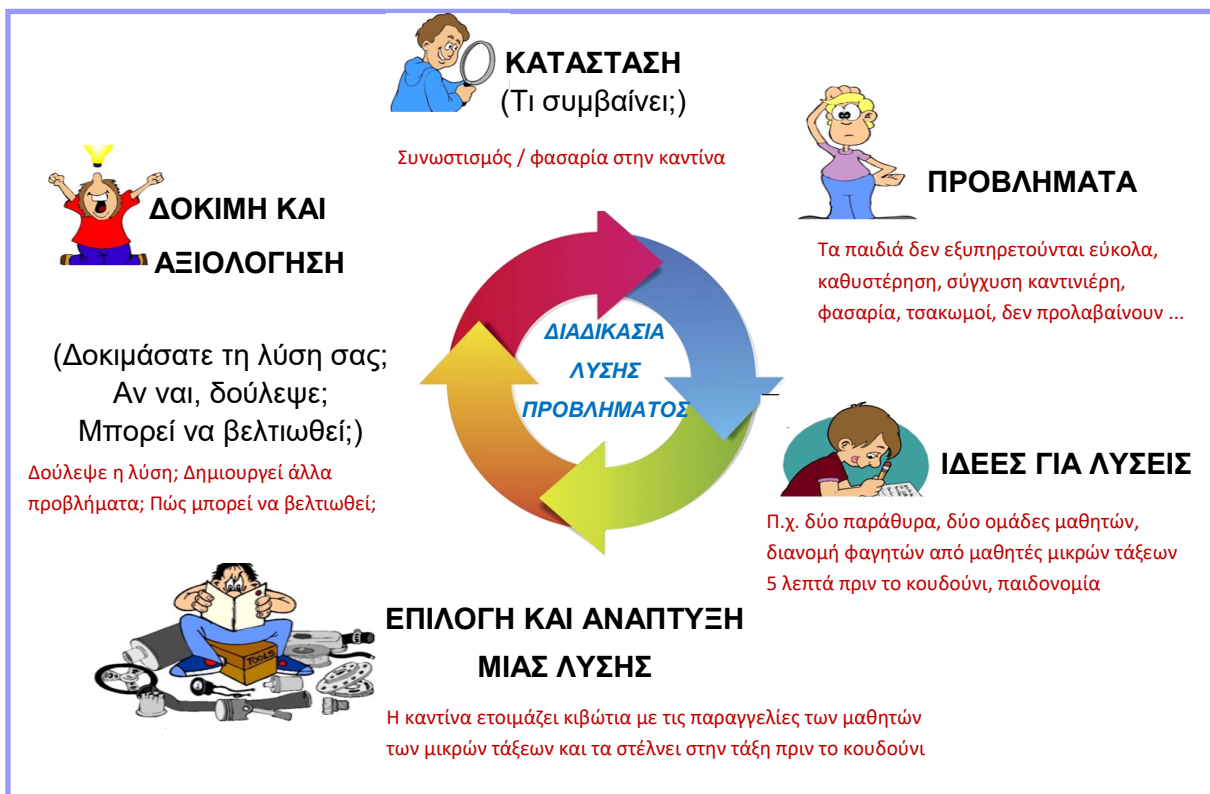 ΚΑΤΑΣΤΑΣΗ
(Τι συμβαίνει;)
Συνωστισμός / φασαρία στην καντίνα
ΠΡΟΒΛΗΜΑΤΑ
Τα παιδιά δεν εξυπηρετούνται εύκολα,
καθυστέρηση, σύγχυση καντινιέρη,
φασαρία, τσακωμοί, δεν προλαβαίνουν ...
ΙΔΕΕΣ ΓΙΑ ΛΥΣΕΙΣ
Π.χ. δύο παράθυρα, δύο ομάδες μαθητών,
διανομή φαγητών από μαθητές μικρών τάξεων
5 λεπτά πριν το κουδούνι, παιδονομία
ΕΠΙΛΟΓΗ ΚΑΙ ΑΝΑΠΤΥΞΗ
ΜΙΑΣ ΛΥΣΗΣ
Η καντίνα ετοιμάζει κιβώτια με τις παραγγελίες των μαθητών
των μικρών τάξεων και τα στέλνει στην τάξη πριν το κουδούνι
TOOLS
ΔΟΚΙΜΗ ΚΑΙ
ΑΞΙΟΛΟΓΗΣΗ
(Δοκιμάσατε τη λύση σας;
Αν ναι, δούλεψε;
Μπορεί να βελτιωθεί;)
Δούλεψε η λύση; Δημιουργεί άλλα
προβλήματα; Πώς μπορεί να βελτιωθεί;
ΔΙΑΔΙΚΑΣΙΑ
ΛΥΣΗΣ
ΠΡΟΒΛΗΜΑΤΟΣ